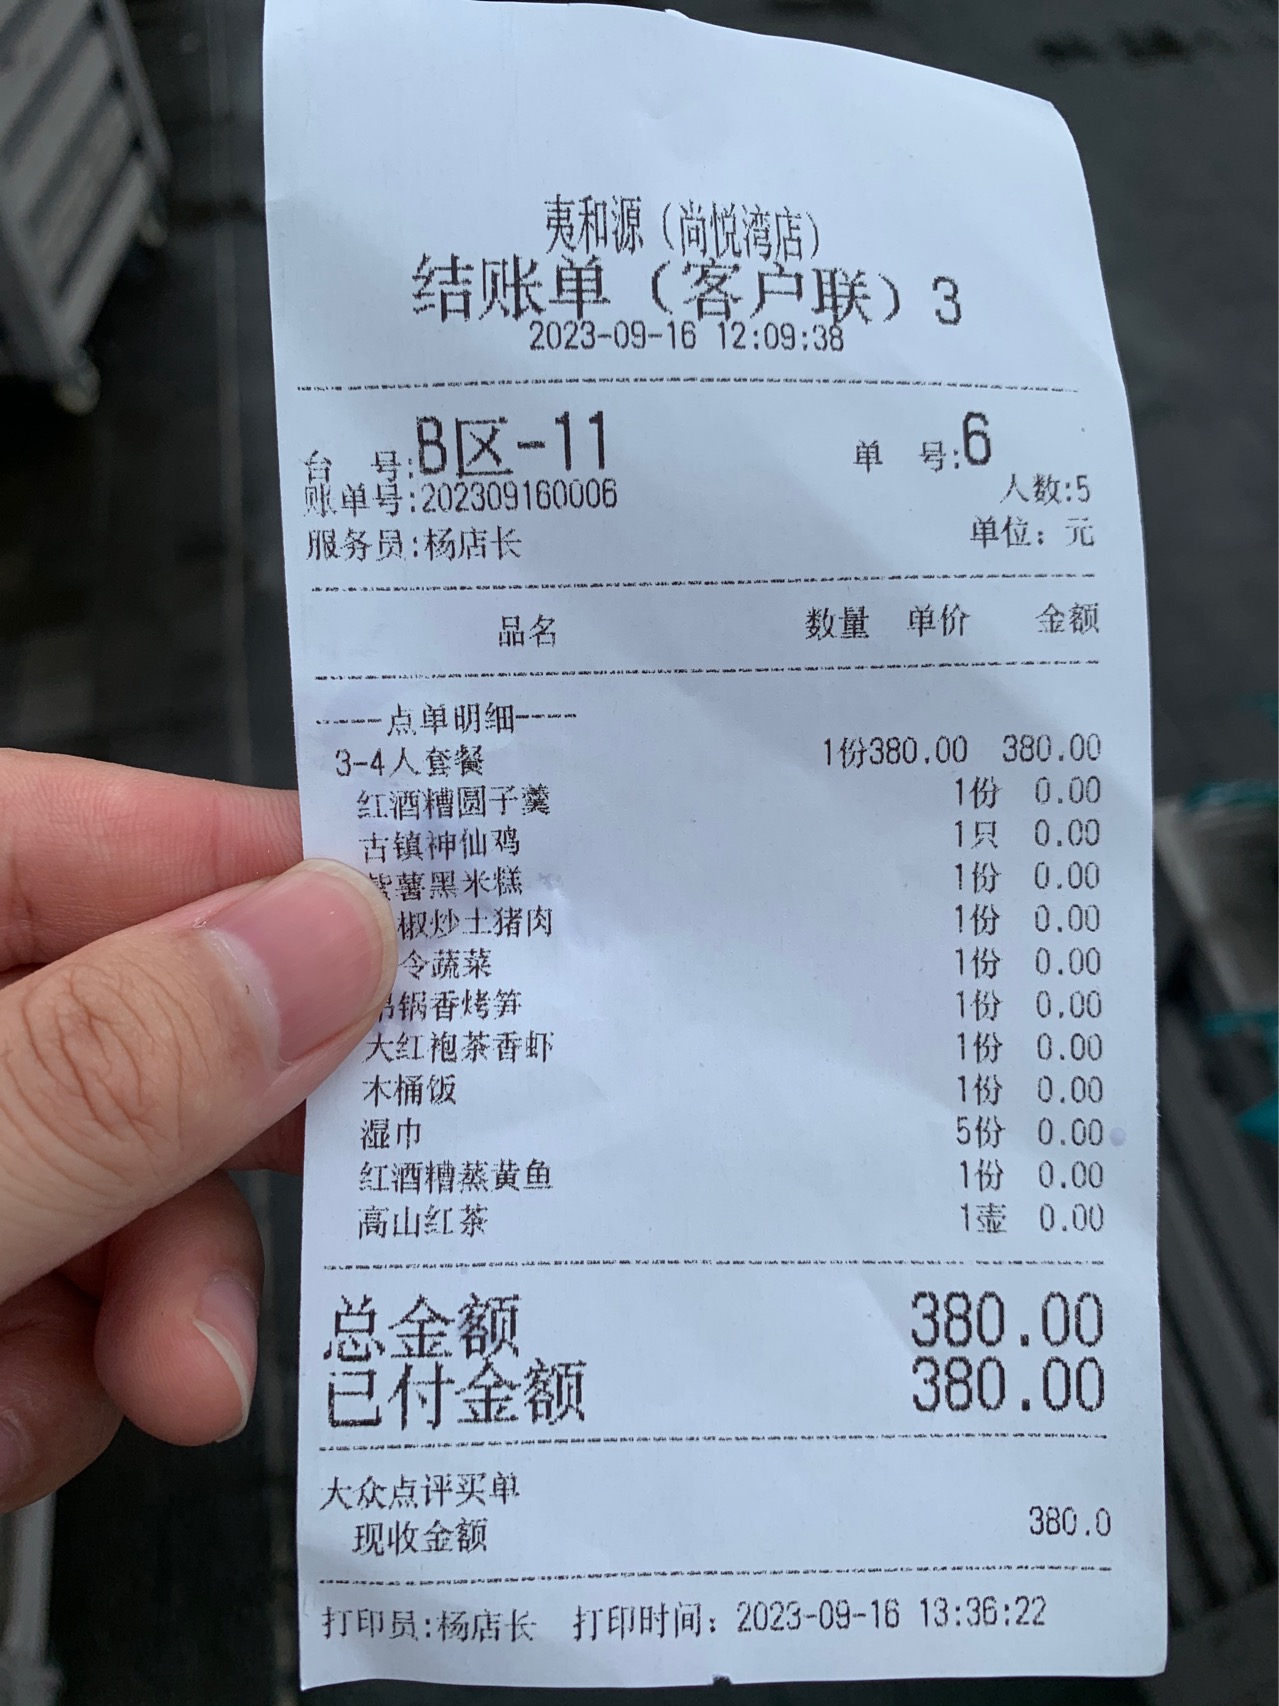 夷和源（尚悦湾店）
结账单（客户联）3
2023-09-16 12:09:38
台 号:B区-11 单 号:6
账单号:202309160006 人数:5
服务员:杨店长 单位：元
品名 数量 单价 金额
-----点单明细-----
3-4人套餐 1份380.00 380.00
红酒糟圆子羹 1份 0.00
古镇神仙鸡 1只 0.00
紫薯黑米糕 1份 0.00
椒炒土猪肉 1份 0.00
令蔬菜 1份 0.00
锅香烤笋 1份 0.00
大红袍茶香虾 1份 0.00
木桶饭 1份 0.00
湿巾 5份 0.00
红酒糟蒸黄鱼 1份 0.00
高山红茶 1壶 0.00
总金额 380.00
已付金额 380.00
大众点评买单
现收金额 380.0
打印员:杨店长 打印时间：2023-09-16 13:36:22